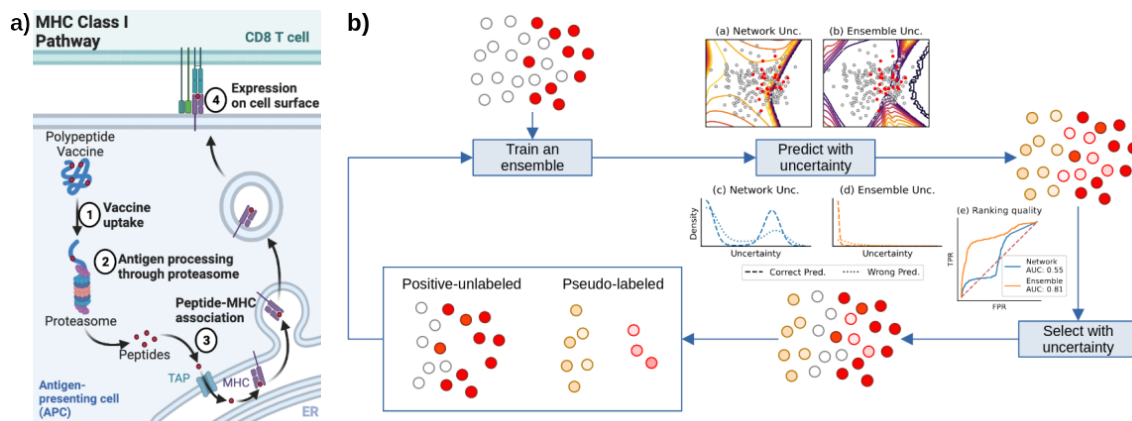 a)
MHC Class I
Pathway
CD8 T cell
4
Expression
on cell surface
Polypeptide
Vaccine
1
Vaccine
uptake
2
Antigen processing
through proteasome
Proteasome
Peptide-MHC
association
3
Peptides
TAP
MHC
Antigen-
presenting cell
(APC)
ER
b)
Train an
ensemble
(a) Network Unc.
(b) Ensemble Unc.
Predict with
uncertainty
(c) Network Unc.
(d) Ensemble Unc.
Density
Uncertainty
Uncertainty
Correct Pred.
Wrong Pred.
(e) Ranking quality
TPR
Network
AUC: 0.55
Ensemble
AUC: 0.81
FPR
Select with
uncertainty
Positive-unlabeled
Pseudo-labeled